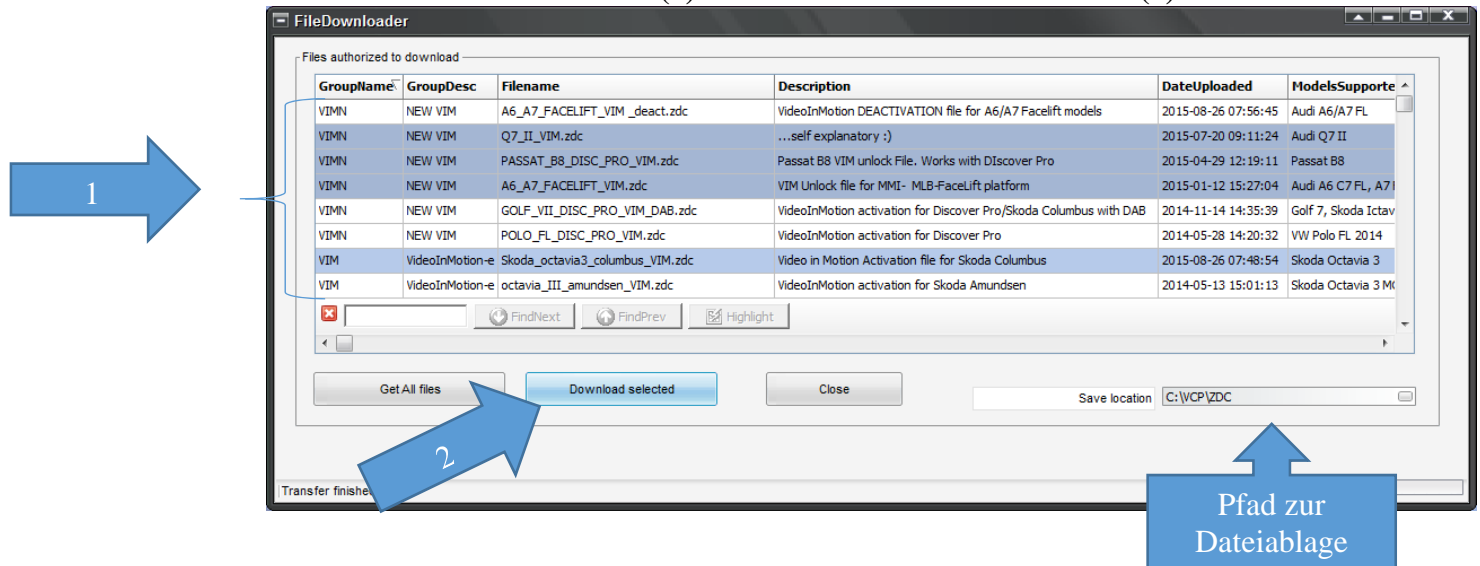 FileDownloader
Files authorized to download
GroupName GroupDesc Filename Description DateUploaded ModelsSupporte
VIMN NEW VIM A6_A7_FACELIFT_VIM _deact.zdc VideoInMotion DEACTIVATION file for A6/A7 Facelift models 2015-08-26 07:56:45 Audi A6/A7 FL
VIMN NEW VIM Q7_II_VIM.zdc ...self explanatory :) 2015-07-20 09:11:24 Audi Q7 II
VIMN NEW VIM PASSAT_B8_DISC_PRO_VIM.zdc Passat B8 VIM unlock File. Works with DIscover Pro 2015-04-29 12:19:11 Passat B8
1
VIMN NEW VIM A6_A7_FACELIFT_VIM.zdc VIM Unlock file for MMI- MLB-FaceLift platform 2015-01-12 15:27:04 Audi A6 C7 FL, A7
VIMN NEW VIM GOLF_VII_DISC_PRO_VIM_DAB.zdc VideoInMotion activation for Discover Pro/Skoda Columbus with DAB 2014-11-14 14:35:39 Golf 7, Skoda Ictav
VIMN NEW VIM POLO_FL_DISC_PRO_VIM.zdc VideoInMotion activation for Discover Pro 2014-05-28 14:20:32 VW Polo FL 2014
VIM VideoInMotion-e Skoda_octavia3_columbus_VIM.zdc Video in Motion Activation file for Skoda Columbus 2015-08-26 07:48:54 Skoda Octavia 3
VIM VideoInMotion-e octavia_III_amundsen_VIM.zdc VideoInMotion activation for Skoda Amundsen 2014-05-13 15:01:13 Skoda Octavia 3
FindNext FindPrev Highlight
Get All files Download selected Close Save location C:\VCP\ZDC
2
Transfer finishe
Pfad zur
Dateiablage